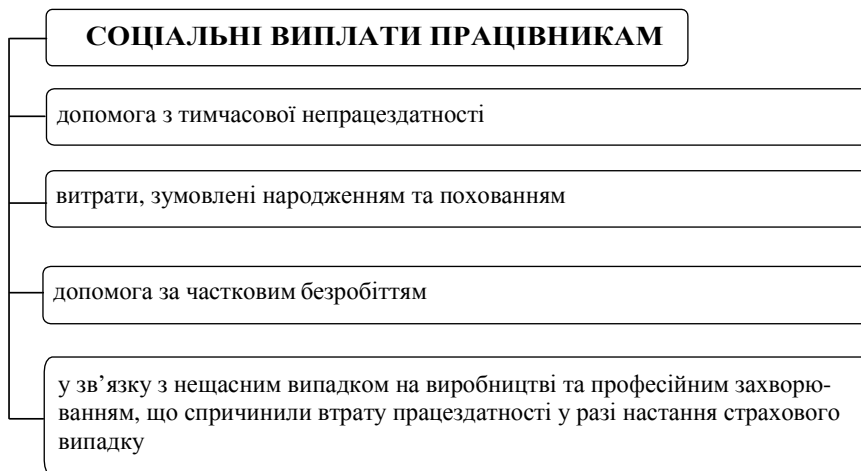 СОЦІАЛЬНІ ВИПЛАТИ ПРАЦІВНИКАМ
допомога з тимчасової непрацездатності
витрати, зумовлені народженням та похованням
допомога за частковим безробіттям
у зв’язку з нещасним випадком на виробництві та професійним захворю-
ванням, що спричинили втрату працездатності у разі настання страхового
випадку